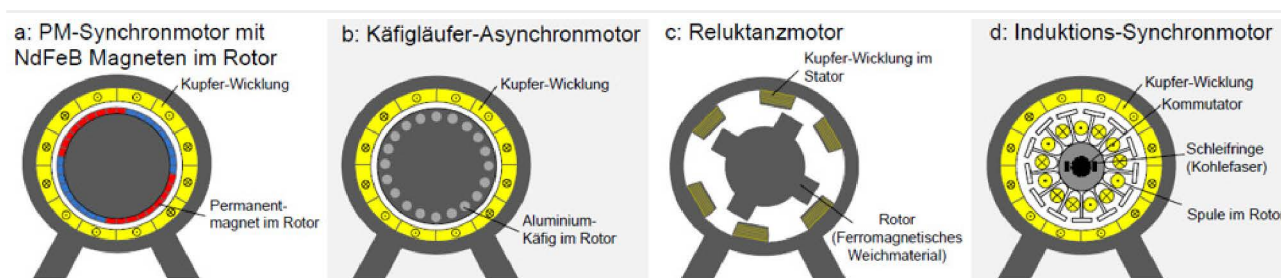 a: PM-Synchronmotor mit
NdFeB Magneten im Rotor
Kupfer-Wicklung
Permanent-
magnet im Rotor
b: Käfigläufer-Asynchronmotor
Kupfer-Wicklung
Aluminium-
Käfig im Rotor
c: Reluktanzmotor
Kupfer-Wicklung im
Stator
Rotor
(Ferromagnetisches
Weichmaterial)
d: Induktions-Synchronmotor
Kupfer-Wicklung
Kommutator
Schleifringe
(Kohlefaser)
Spule im Rotor